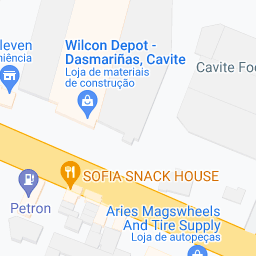 leven
niência
Wilcon Depot -
Dasmariñas, Cavite
Loja de materiais
de construção
Cavite Foo
SOFIA SNACK HOUSE
Petron
Aries Magswheels
And Tire Supply
Loja de autopeças